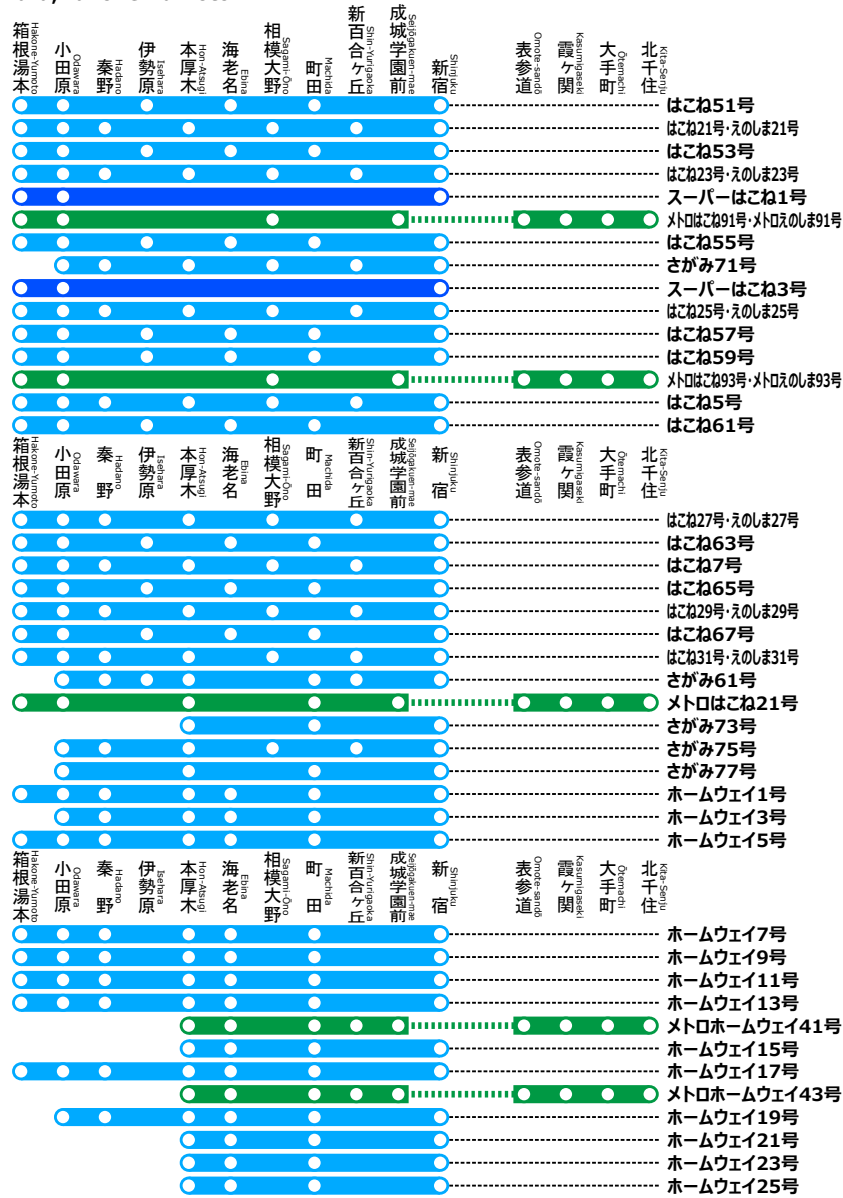 箱根湯本 Hakone-Yumoto
小田原 Odawara
秦野 Hadano
伊勢原 Isehara
本厚木 Hon-Atsugi
海老名 Ebina
相模大野 Sagami-Ōno
町田 Machida
新百合ヶ丘 Shin-Yurigaoka
成城学園前 Seijōgakuen-mae
新宿 Shinjuku
表参道 Omote-sandō
霞ヶ関 Kasumigaseki
大手町 Ōtemachi
北千住 Kita-Senju
はこね51号
はこね21号・えのしま21号
はこね53号
はこね23号・えのしま23号
スーパーはこね1号
メトロはこね91号・メトロえのしま91号
はこね55号
さがみ71号
スーパーはこね3号
はこね25号・えのしま25号
はこね57号
はこね59号
メトロはこね93号・メトロえのしま93号
はこね5号
はこね61号
箱根湯本 Hakone-Yumoto
小田原 Odawara
秦野 Hadano
伊勢原 Isehara
本厚木 Hon-Atsugi
海老名 Ebina
相模大野 Sagami-Ōno
町田 Machida
新百合ヶ丘 Shin-Yurigaoka
成城学園前 Seijōgakuen-mae
新宿 Shinjuku
表参道 Omote-sandō
霞ヶ関 Kasumigaseki
大手町 Ōtemachi
北千住 Kita-Senju
はこね27号・えのしま27号
はこね63号
はこね7号
はこね65号
はこね29号・えのしま29号
はこね67号
はこね31号・えのしま31号
さがみ61号
メトロはこね21号
さがみ73号
さがみ75号
さがみ77号
ホームウェイ1号
ホームウェイ3号
ホームウェイ5号
箱根湯本 Hakone-Yumoto
小田原 Odawara
秦野 Hadano
伊勢原 Isehara
本厚木 Hon-Atsugi
海老名 Ebina
相模大野 Sagami-Ōno
町田 Machida
新百合ヶ丘 Shin-Yurigaoka
成城学園前 Seijōgakuen-mae
新宿 Shinjuku
表参道 Omote-sandō
霞ヶ関 Kasumigaseki
大手町 Ōtemachi
北千住 Kita-Senju
ホームウェイ7号
ホームウェイ9号
ホームウェイ11号
ホームウェイ13号
メトロホームウェイ41号
ホームウェイ15号
ホームウェイ17号
メトロホームウェイ43号
ホームウェイ19号
ホームウェイ21号
ホームウェイ23号
ホームウェイ25号